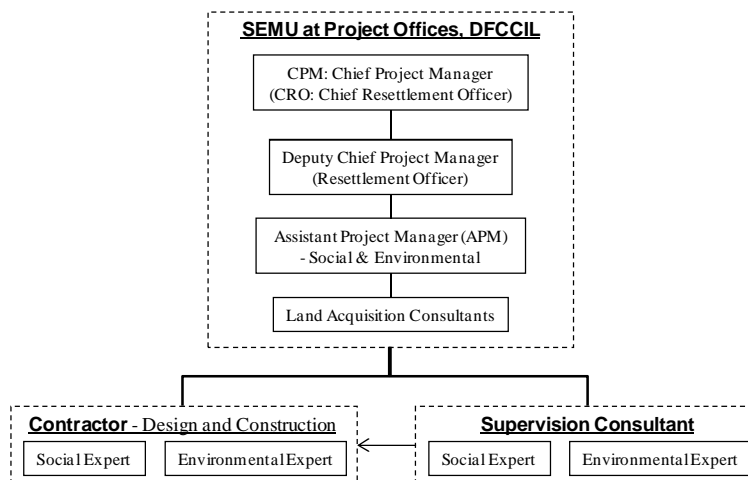 SEMU at Project Offices, DFCCIL
CPM: Chief Project Manager
(CRO: Chief Resettlement Officer)
Deputy Chief Project Manager
(Resettlement Officer)
Assistant Project Manager (APM)
- Social & Environmental
Land Acquisition Consultants
Contractor - Design and Construction
Social Expert
Environmental Expert
Supervision Consultant
Social Expert
Environmental Expert